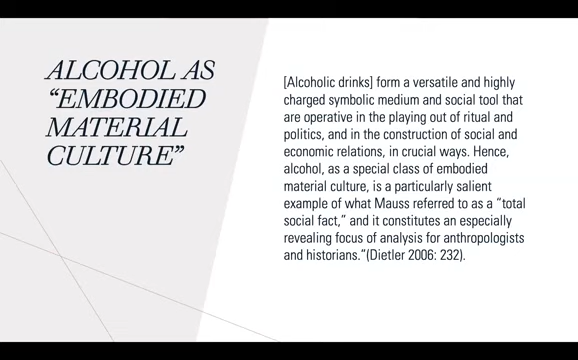 ALCOHOL AS
“EMBODIED
MATERIAL
CULTURE”
[Alcoholic drinks] form a versatile and highly
charged symbolic medium and social tool that
are operative in the playing out of ritual and
politics, and in the construction of social and
economic relations, in crucial ways. Hence,
alcohol, as a special class of embodied
material culture, is a particularly salient
example of what Mauss referred to as a “total
social fact,” and it constitutes an especially
revealing focus of analysis for anthropologists
and historians.”(Dietler 2006: 232).